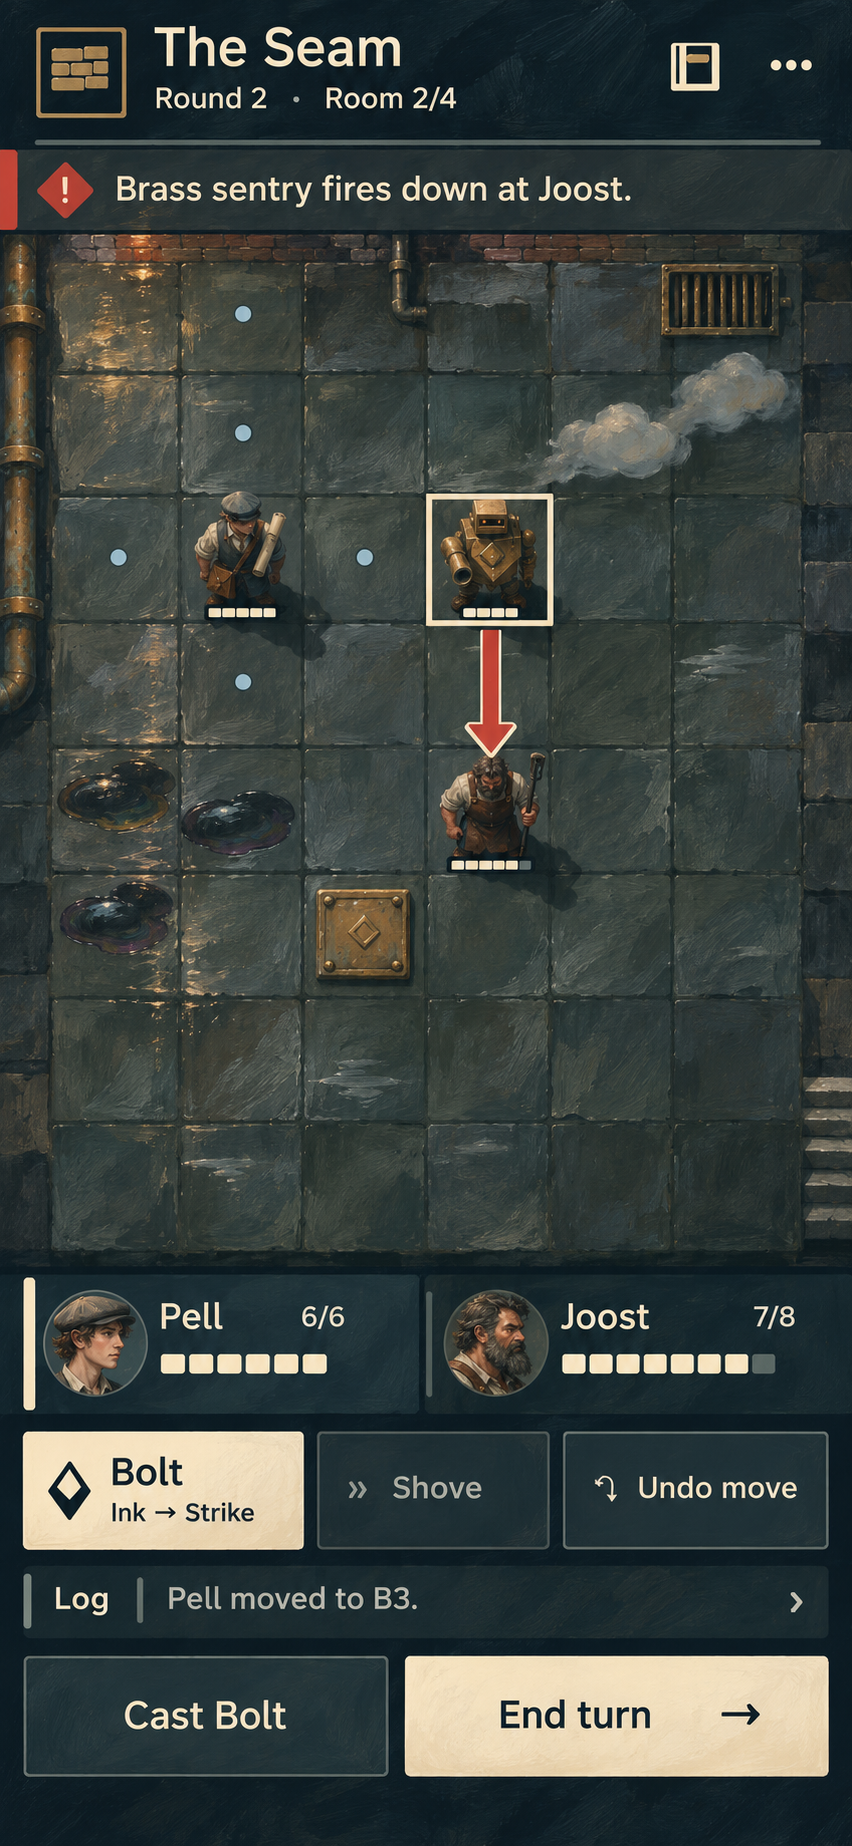 The Seam
Round 2 • Room 2/4
! Brass sentry fires down at Joost.
Pell 6/6
Joost 7/8
Bolt
Ink → Strike
» Shove
Undo move
Log | Pell moved to B3. ›
Cast Bolt
End turn →